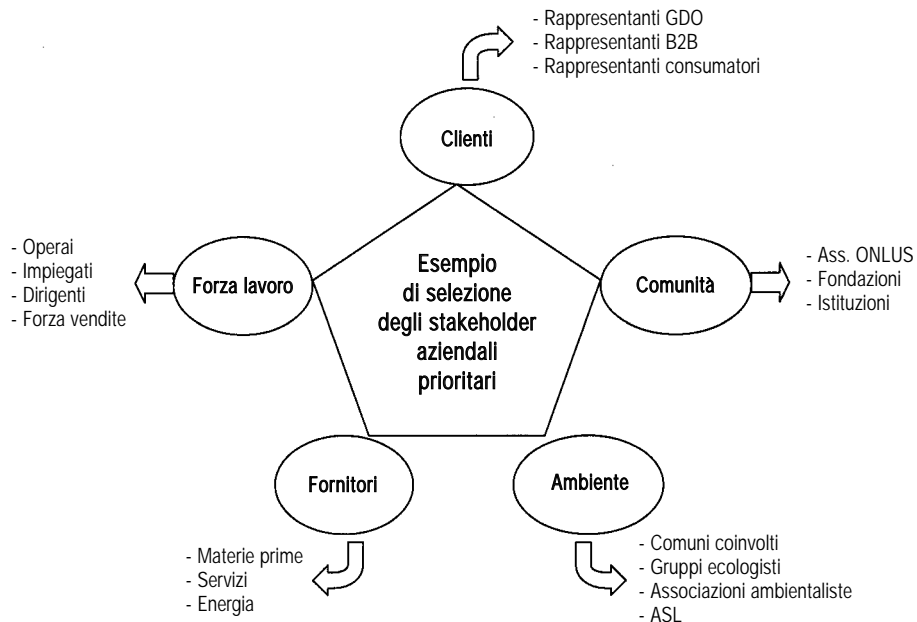 - Rappresentanti GDO
- Rappresentanti B2B
- Rappresentanti consumatori
Clienti
- Operai
- Impiegati
- Dirigenti
- Forza vendite
Forza lavoro
Esempio
di selezione
degli stakeholder
aziendali
prioritari
Comunità
- Ass. ONLUS
- Fondazioni
- Istituzioni
Fornitori
Ambiente
- Materie prime
- Servizi
- Energia
- Comuni coinvolti
- Gruppi ecologisti
- Associazioni ambientaliste
- ASL